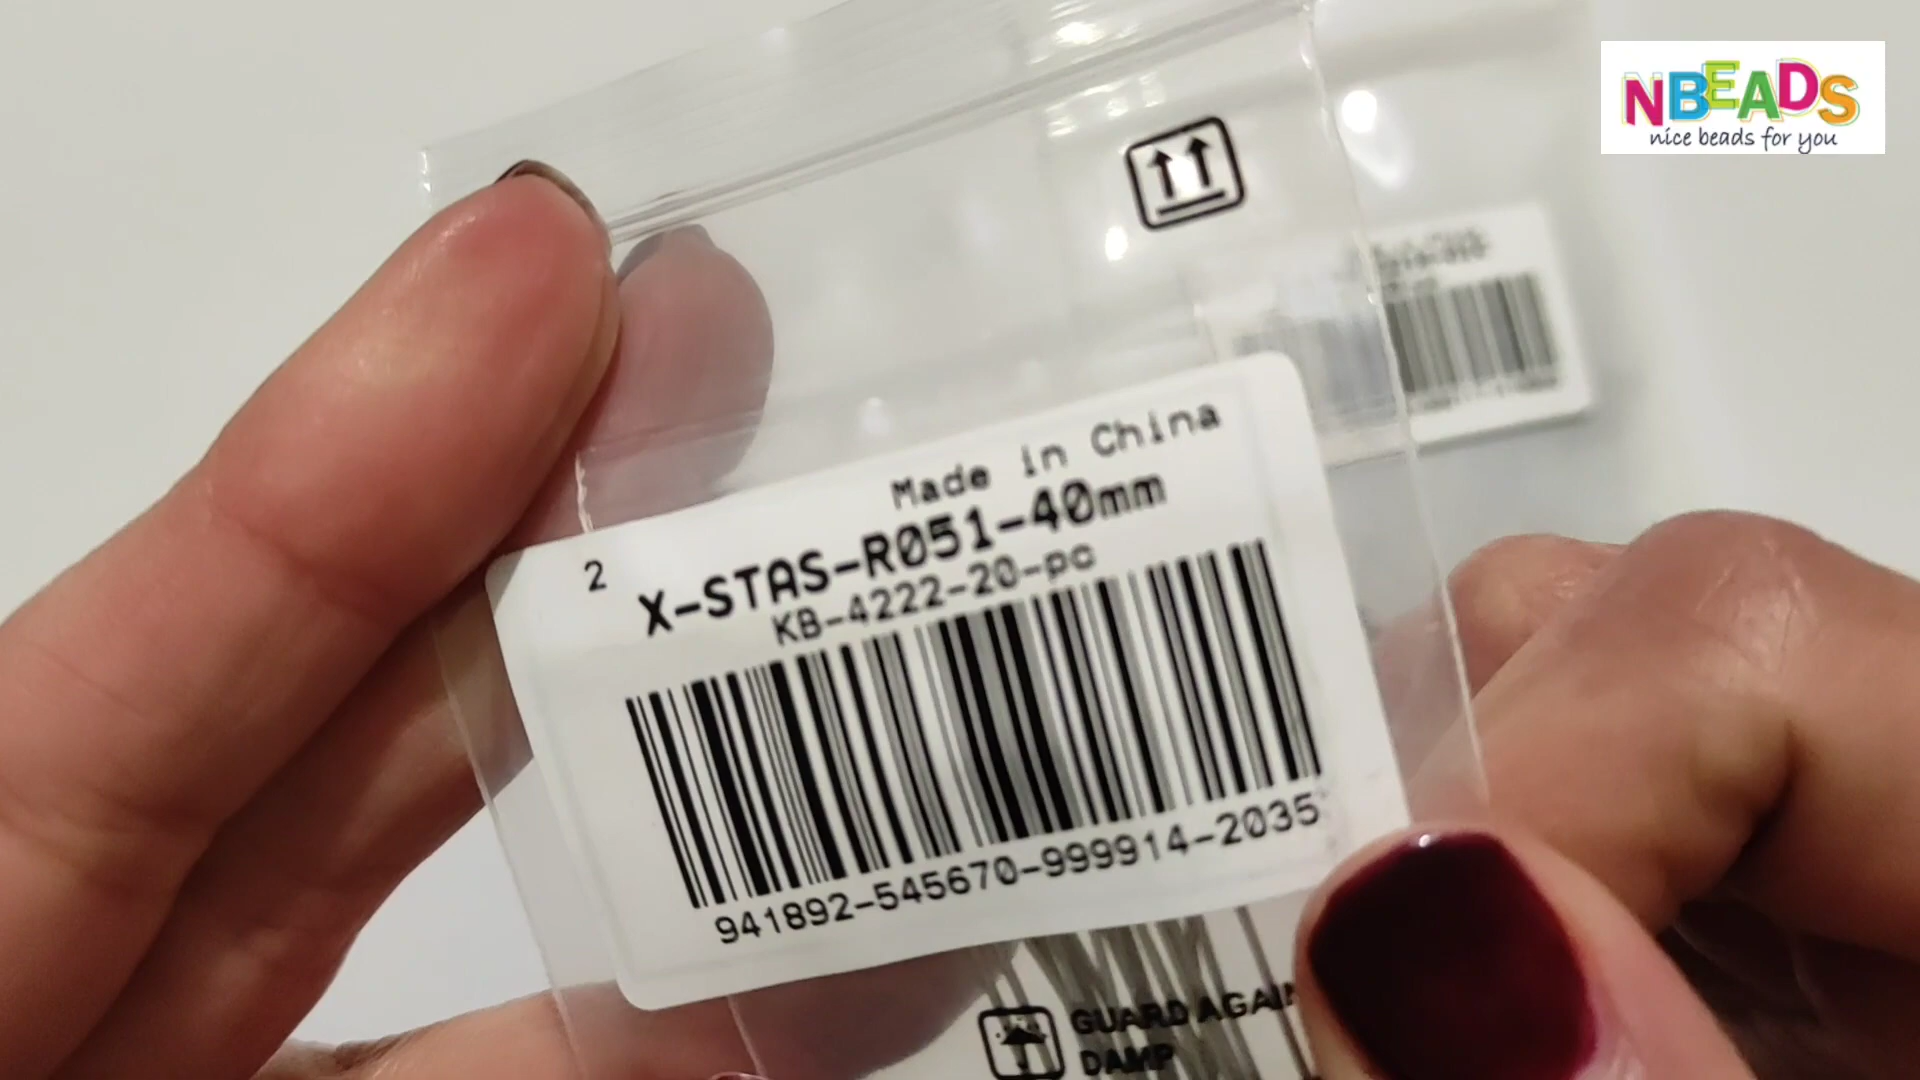 NBEADS
nice beads for you
Made in China
2
X-STAS-R051-40mm
KB-4222-20-pc
941892-545670-999914-2035
GUARD AGAIN
DAMP